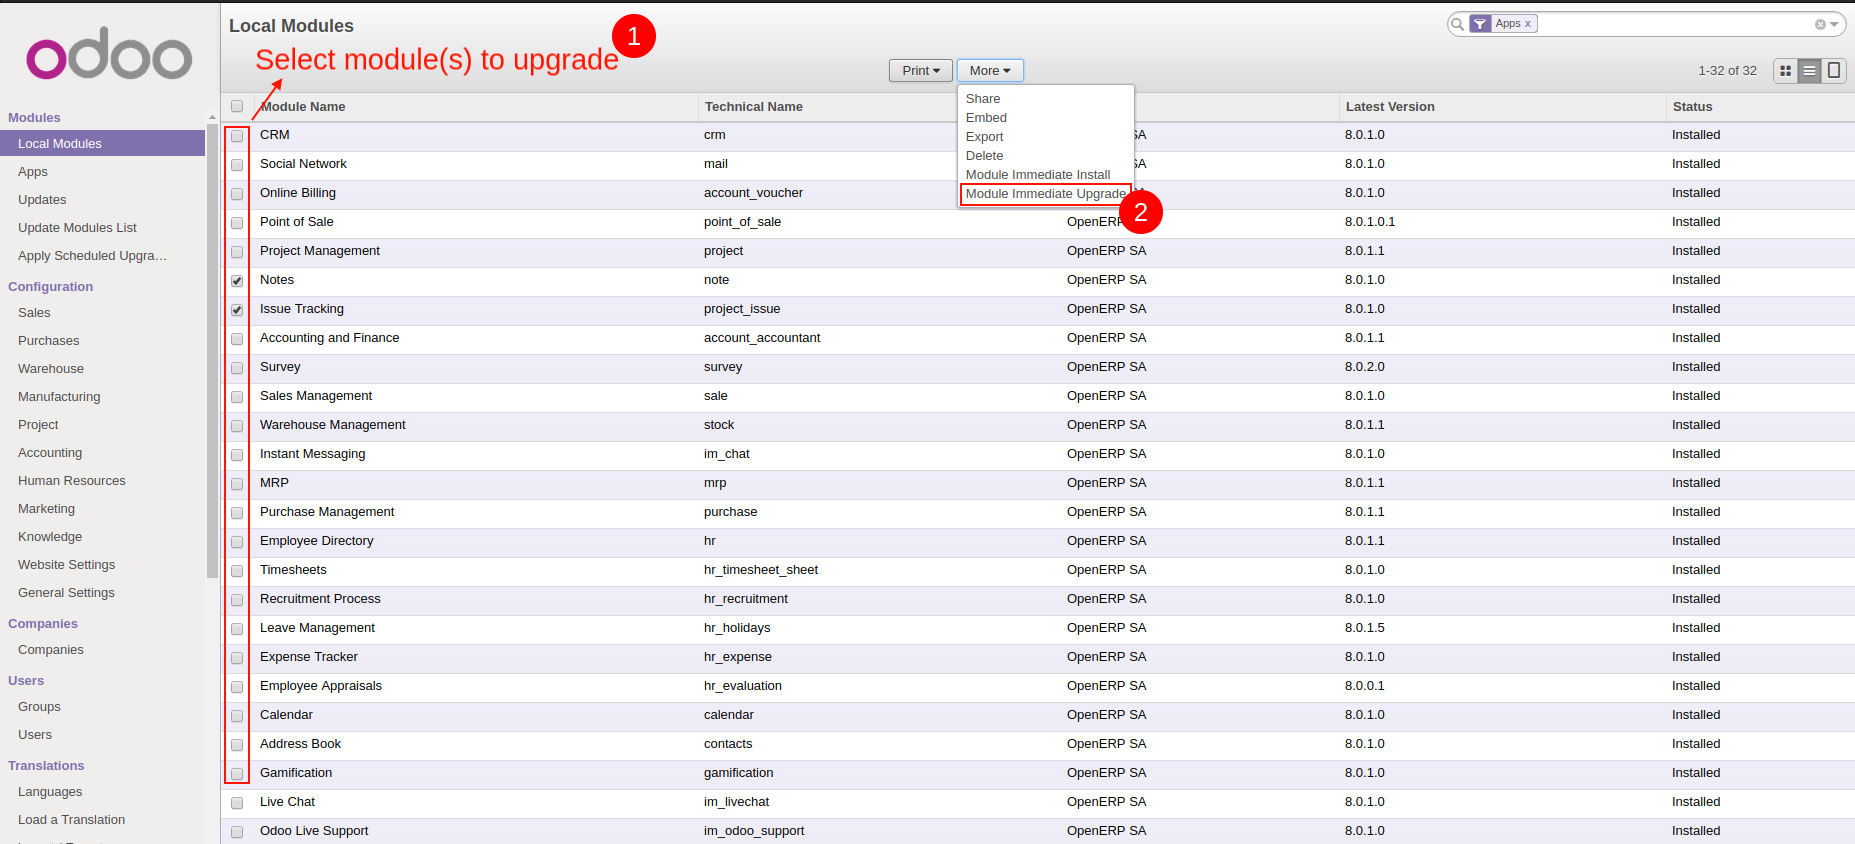 odoo
Modules
Local Modules
Apps
Updates
Update Modules List
Apply Scheduled Upgra…
Configuration
Sales
Purchases
Warehouse
Manufacturing
Project
Accounting
Human Resources
Marketing
Knowledge
Website Settings
General Settings
Companies
Companies
Users
Groups
Users
Translations
Languages
Load a Translation
Local Modules
Apps x
Select module(s) to upgrade 1
Print More 1-32 of 32
Share
Embed
Export
Delete
Module Immediate Install
Module Immediate Upgrade
2
Module Name Technical Name Latest Version Status
CRM crm SA 8.0.1.0 Installed
Social Network mail SA 8.0.1.0 Installed
Online Billing account_voucher 8.0.1.0 Installed
Point of Sale point_of_sale OpenERP 8.0.1.0.1 Installed
Project Management project OpenERP SA 8.0.1.1 Installed
Notes note OpenERP SA 8.0.1.0 Installed
Issue Tracking project_issue OpenERP SA 8.0.1.0 Installed
Accounting and Finance account_accountant OpenERP SA 8.0.1.1 Installed
Survey survey OpenERP SA 8.0.2.0 Installed
Sales Management sale OpenERP SA 8.0.1.0 Installed
Warehouse Management stock OpenERP SA 8.0.1.1 Installed
Instant Messaging im_chat OpenERP SA 8.0.1.0 Installed
MRP mrp OpenERP SA 8.0.1.1 Installed
Purchase Management purchase OpenERP SA 8.0.1.1 Installed
Employee Directory hr OpenERP SA 8.0.1.1 Installed
Timesheets hr_timesheet_sheet OpenERP SA 8.0.1.0 Installed
Recruitment Process hr_recruitment OpenERP SA 8.0.1.0 Installed
Leave Management hr_holidays OpenERP SA 8.0.1.5 Installed
Expense Tracker hr_expense OpenERP SA 8.0.1.0 Installed
Employee Appraisals hr_evaluation OpenERP SA 8.0.0.1 Installed
Calendar calendar OpenERP SA 8.0.1.0 Installed
Address Book contacts OpenERP SA 8.0.1.0 Installed
Gamification gamification OpenERP SA 8.0.1.0 Installed
Live Chat im_livechat OpenERP SA 8.0.1.0 Installed
Odoo Live Support im_odoo_support OpenERP SA 8.0.1.0 Installed